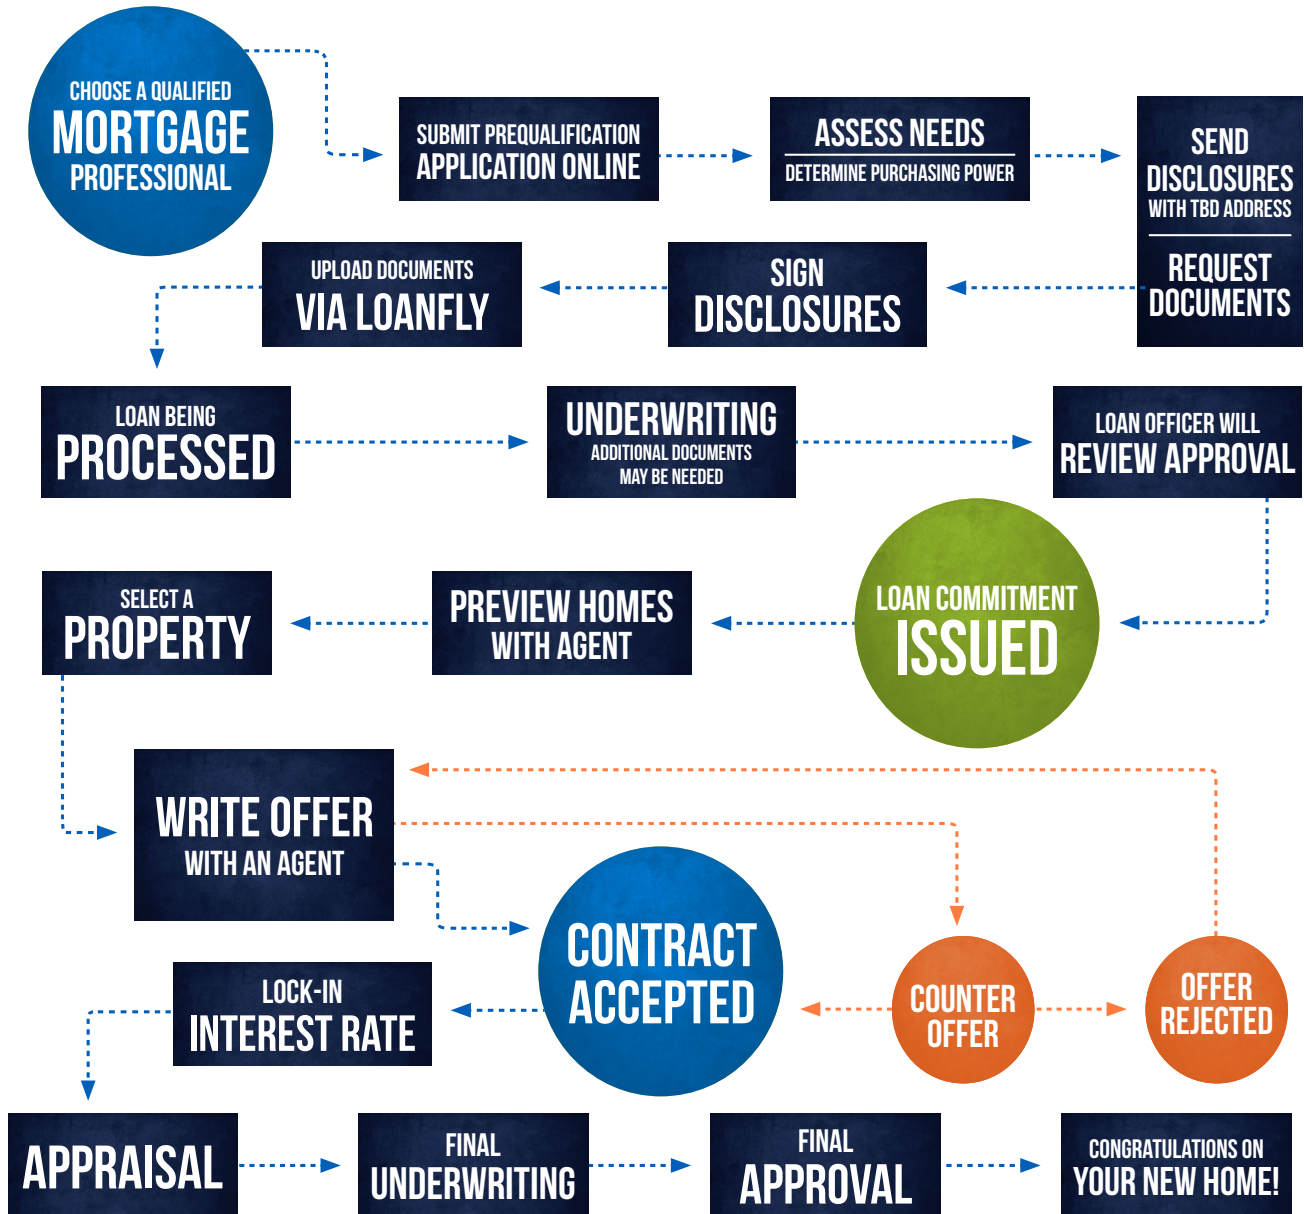 CHOOSE A QUALIFIED
MORTGAGE
PROFESSIONAL
SUBMIT PREQUALIFICATION
APPLICATION ONLINE
ASSESS NEEDS
DETERMINE PURCHASING POWER
SEND
DISCLOSURES
WITH TBD ADDRESS
REQUEST
DOCUMENTS
SIGN
DISCLOSURES
UPLOAD DOCUMENTS
VIA LOANFLY
LOAN BEING
PROCESSED
UNDERWRITING
ADDITIONAL DOCUMENTS
MAY BE NEEDED
LOAN OFFICER WILL
REVIEW APPROVAL
LOAN COMMITMENT
ISSUED
PREVIEW HOMES
WITH AGENT
SELECT A
PROPERTY
WRITE OFFER
WITH AN AGENT
CONTRACT
ACCEPTED
COUNTER
OFFER
OFFER
REJECTED
LOCK-IN
INTEREST RATE
APPRAISAL
FINAL
UNDERWRITING
FINAL
APPROVAL
CONGRATULATIONS ON
YOUR NEW HOME!